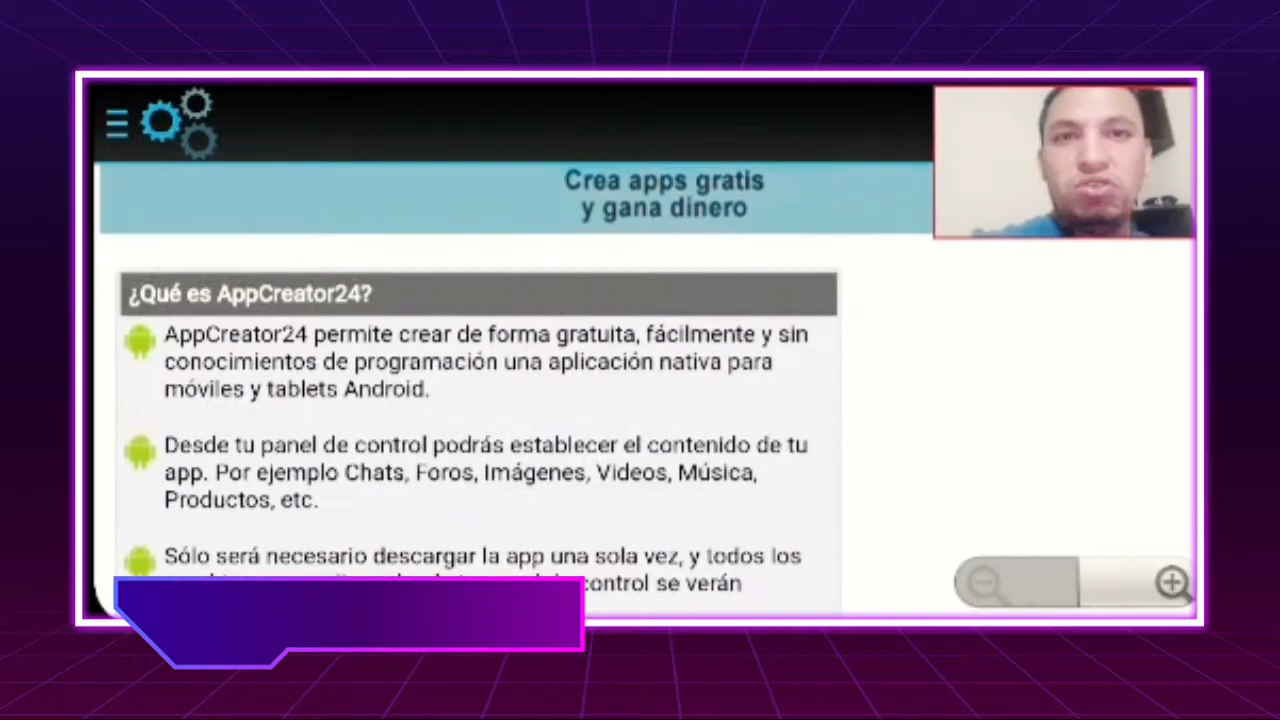 Crea apps gratis
y gana dinero
¿Qué es AppCreator24?
AppCreator24 permite crear de forma gratuita, fácilmente y sin
conocimientos de programación una aplicación nativa para
móviles y tablets Android.
Desde tu panel de control podrás establecer el contenido de tu
app. Por ejemplo Chats, Foros, Imágenes, Videos, Música,
Productos, etc.
Sólo será necesario descargar la app una sola vez, y todos los
control se verán